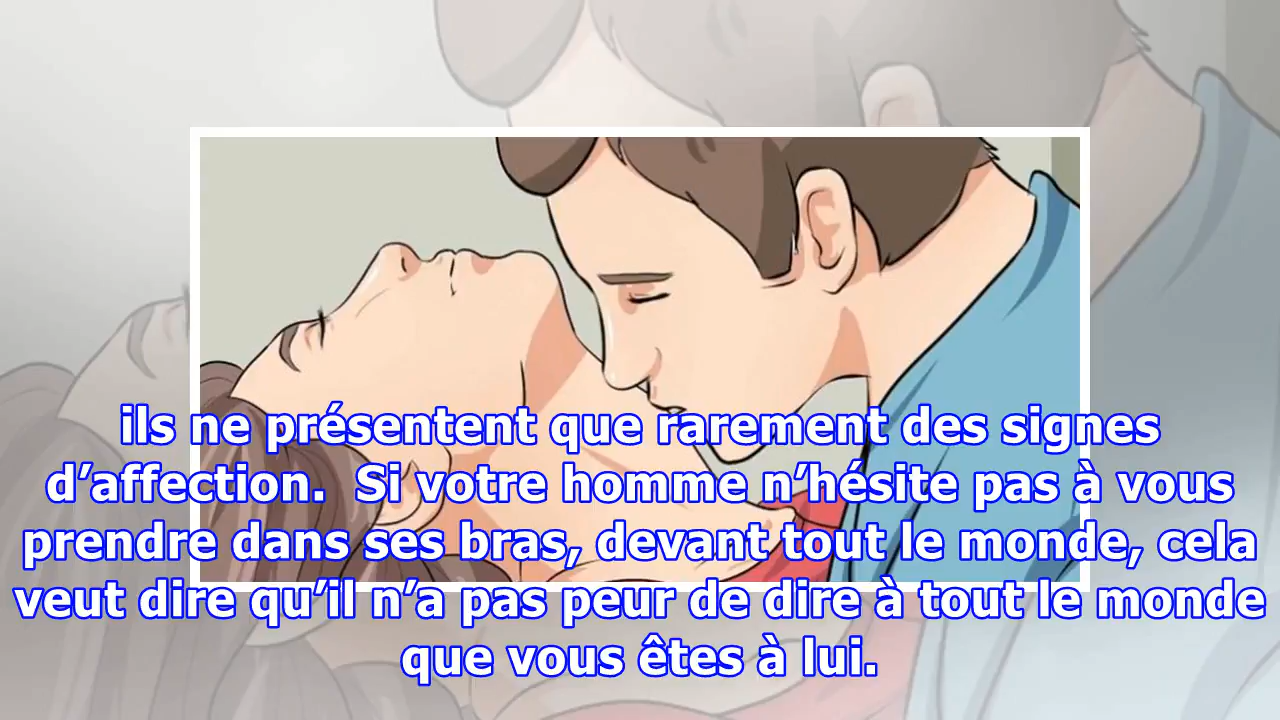 ils ne présentent que rarement des signes
d’affection.  Si votre homme n’hésite pas à vous
prendre dans ses bras, devant tout le monde, cela
veut dire qu’il n’a pas peur de dire à tout le monde
que vous êtes à lui.